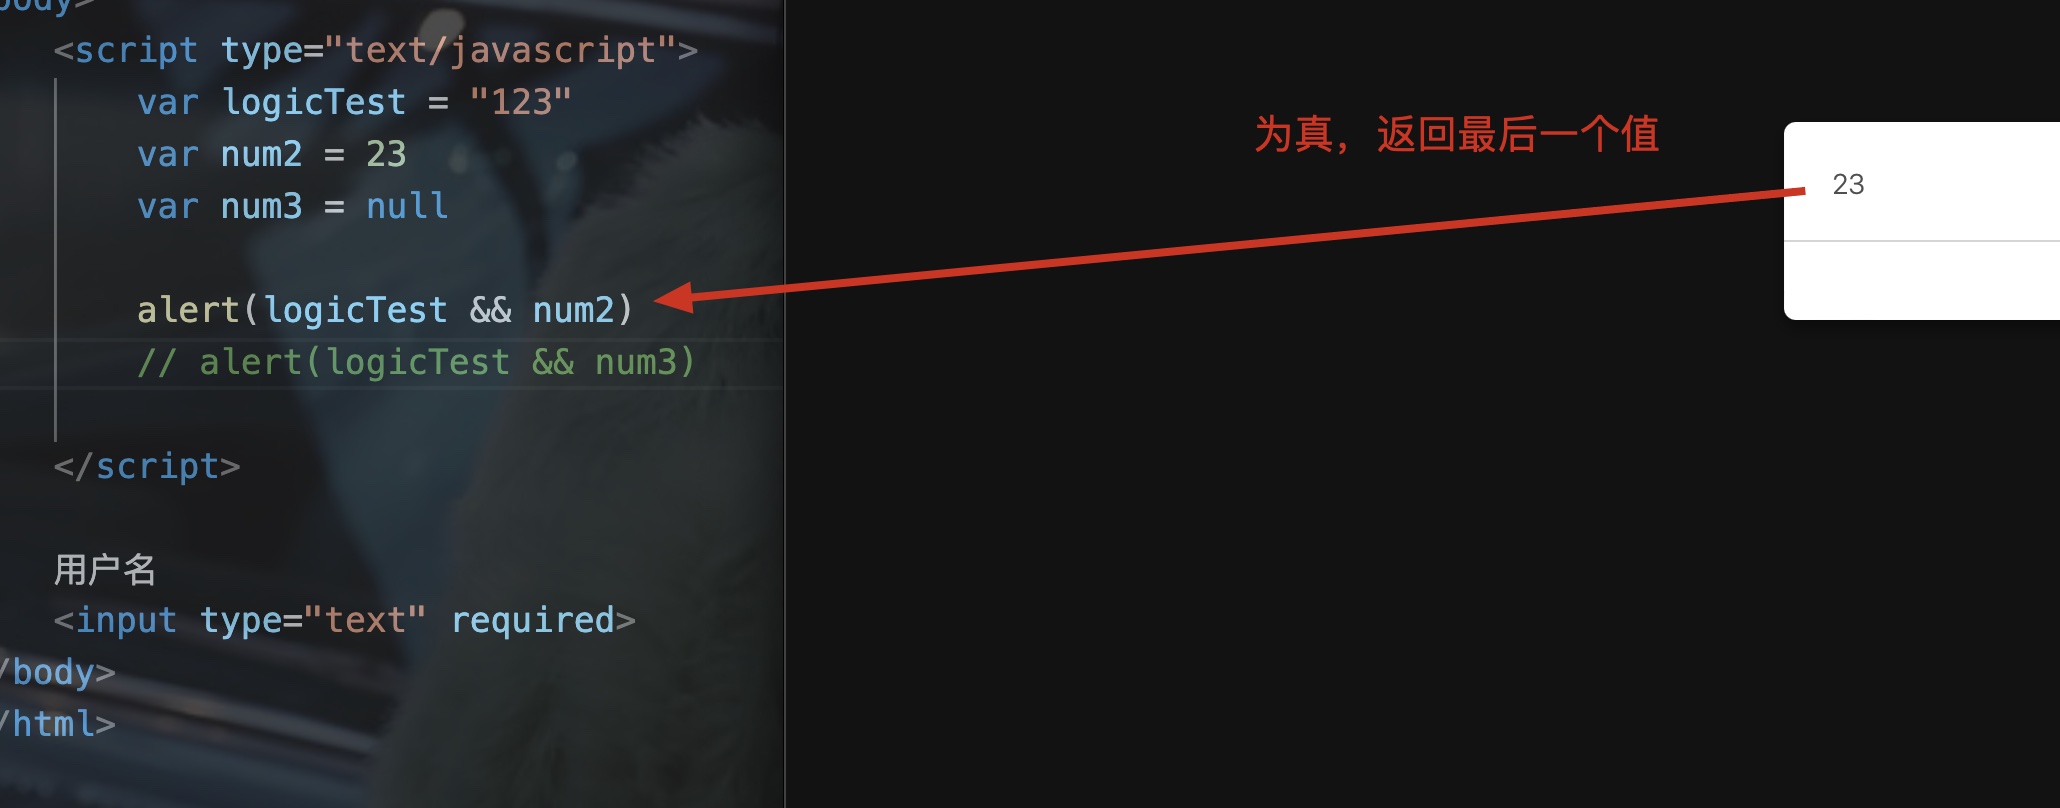 body>
<script type="text/javascript">
var logicTest = "123"
var num2 = 23
var num3 = null
alert(logicTest && num2)
// alert(logicTest && num3)
</script>
用户名
<input type="text" required>
/body>
/html>
为真，返回最后一个值
23